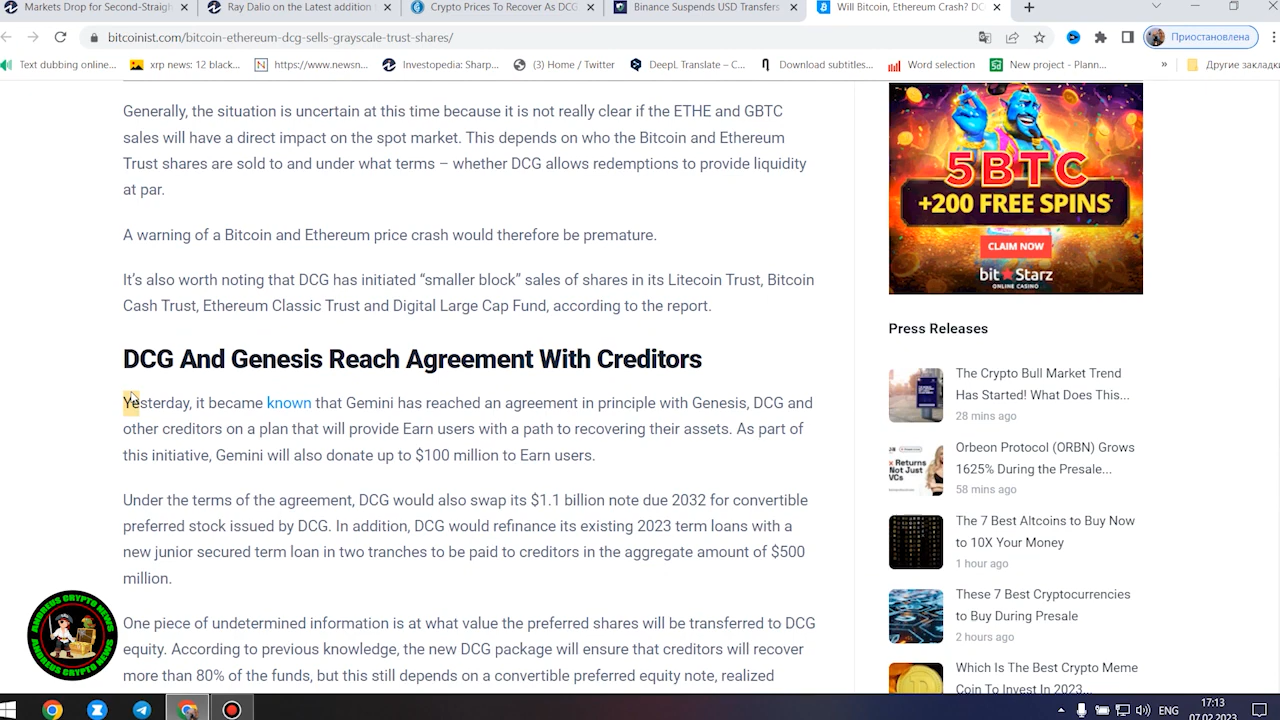 Markets Drop for Second-Straigh
Ray Dalio on the Latest addition
Crypto Prices To Recover As DCG
Binance Suspends USD Transfers
Will Bitcoin, Ethereum Crash? DC
bitcoinist.com/bitcoin-ethereum-dcg-sells-grayscale-trust-shares/
Приостановлена
Text dubbing online...
xrp news: 12 black...
https://www.newsn...
Investopedia: Sharp...
(3) Home / Twitter
DeepL Translate – C...
Download subtitles...
Word selection
New project - Plann...
»
Другие закладки
Generally, the situation is uncertain at this time because it is not really clear if the ETHE and GBTC
sales will have a direct impact on the spot market. This depends on who the Bitcoin and Ethereum
Trust shares are sold to and under what terms – whether DCG allows redemptions to provide liquidity
at par.
A warning of a Bitcoin and Ethereum price crash would therefore be premature.
It's also worth noting that DCG has initiated “smaller block” sales of shares in its Litecoin Trust, Bitcoin
Cash Trust, Ethereum Classic Trust and Digital Large Cap Fund, according to the report.
DCG And Genesis Reach Agreement With Creditors
Yesterday, it became known that Gemini has reached an agreement in principle with Genesis, DCG and
other creditors on a plan that will provide Earn users with a path to recovering their assets. As part of
this initiative, Gemini will also donate up to $100 million to Earn users.
Under the terms of the agreement, DCG would also swap its $1.1 billion note due 2032 for convertible
preferred stock issued by DCG. In addition, DCG would refinance its existing 2023 term loans with a
new junior secured term loan in two tranches to be paid to creditors in the aggregate amount of $500
million.
One piece of undetermined information is at what value the preferred shares will be transferred to DCG
equity. According to previous knowledge, the new DCG package will ensure that creditors will recover
more than 80% of the funds, but this still depends on a convertible preferred equity note, realized
5BTC
+200 FREE SPINS
CLAIM NOW
bit★Starz
ONLINE CASINO
Press Releases
The Crypto Bull Market Trend
Has Started! What Does This...
28 mins ago
Orbeon Protocol (ORBN) Grows
1625% During the Presale...
58 mins ago
x Returns
Not Just
VCs
The 7 Best Altcoins to Buy Now
to 10X Your Money
1 hour ago
These 7 Best Cryptocurrencies
to Buy During Presale
2 hours ago
Which Is The Best Crypto Meme
Coin To Invest In 2023...
ANDREUS CRYPTO NEWS
ANDREUS CRYPTO NEWS
ENG
17:13
07.02.2023